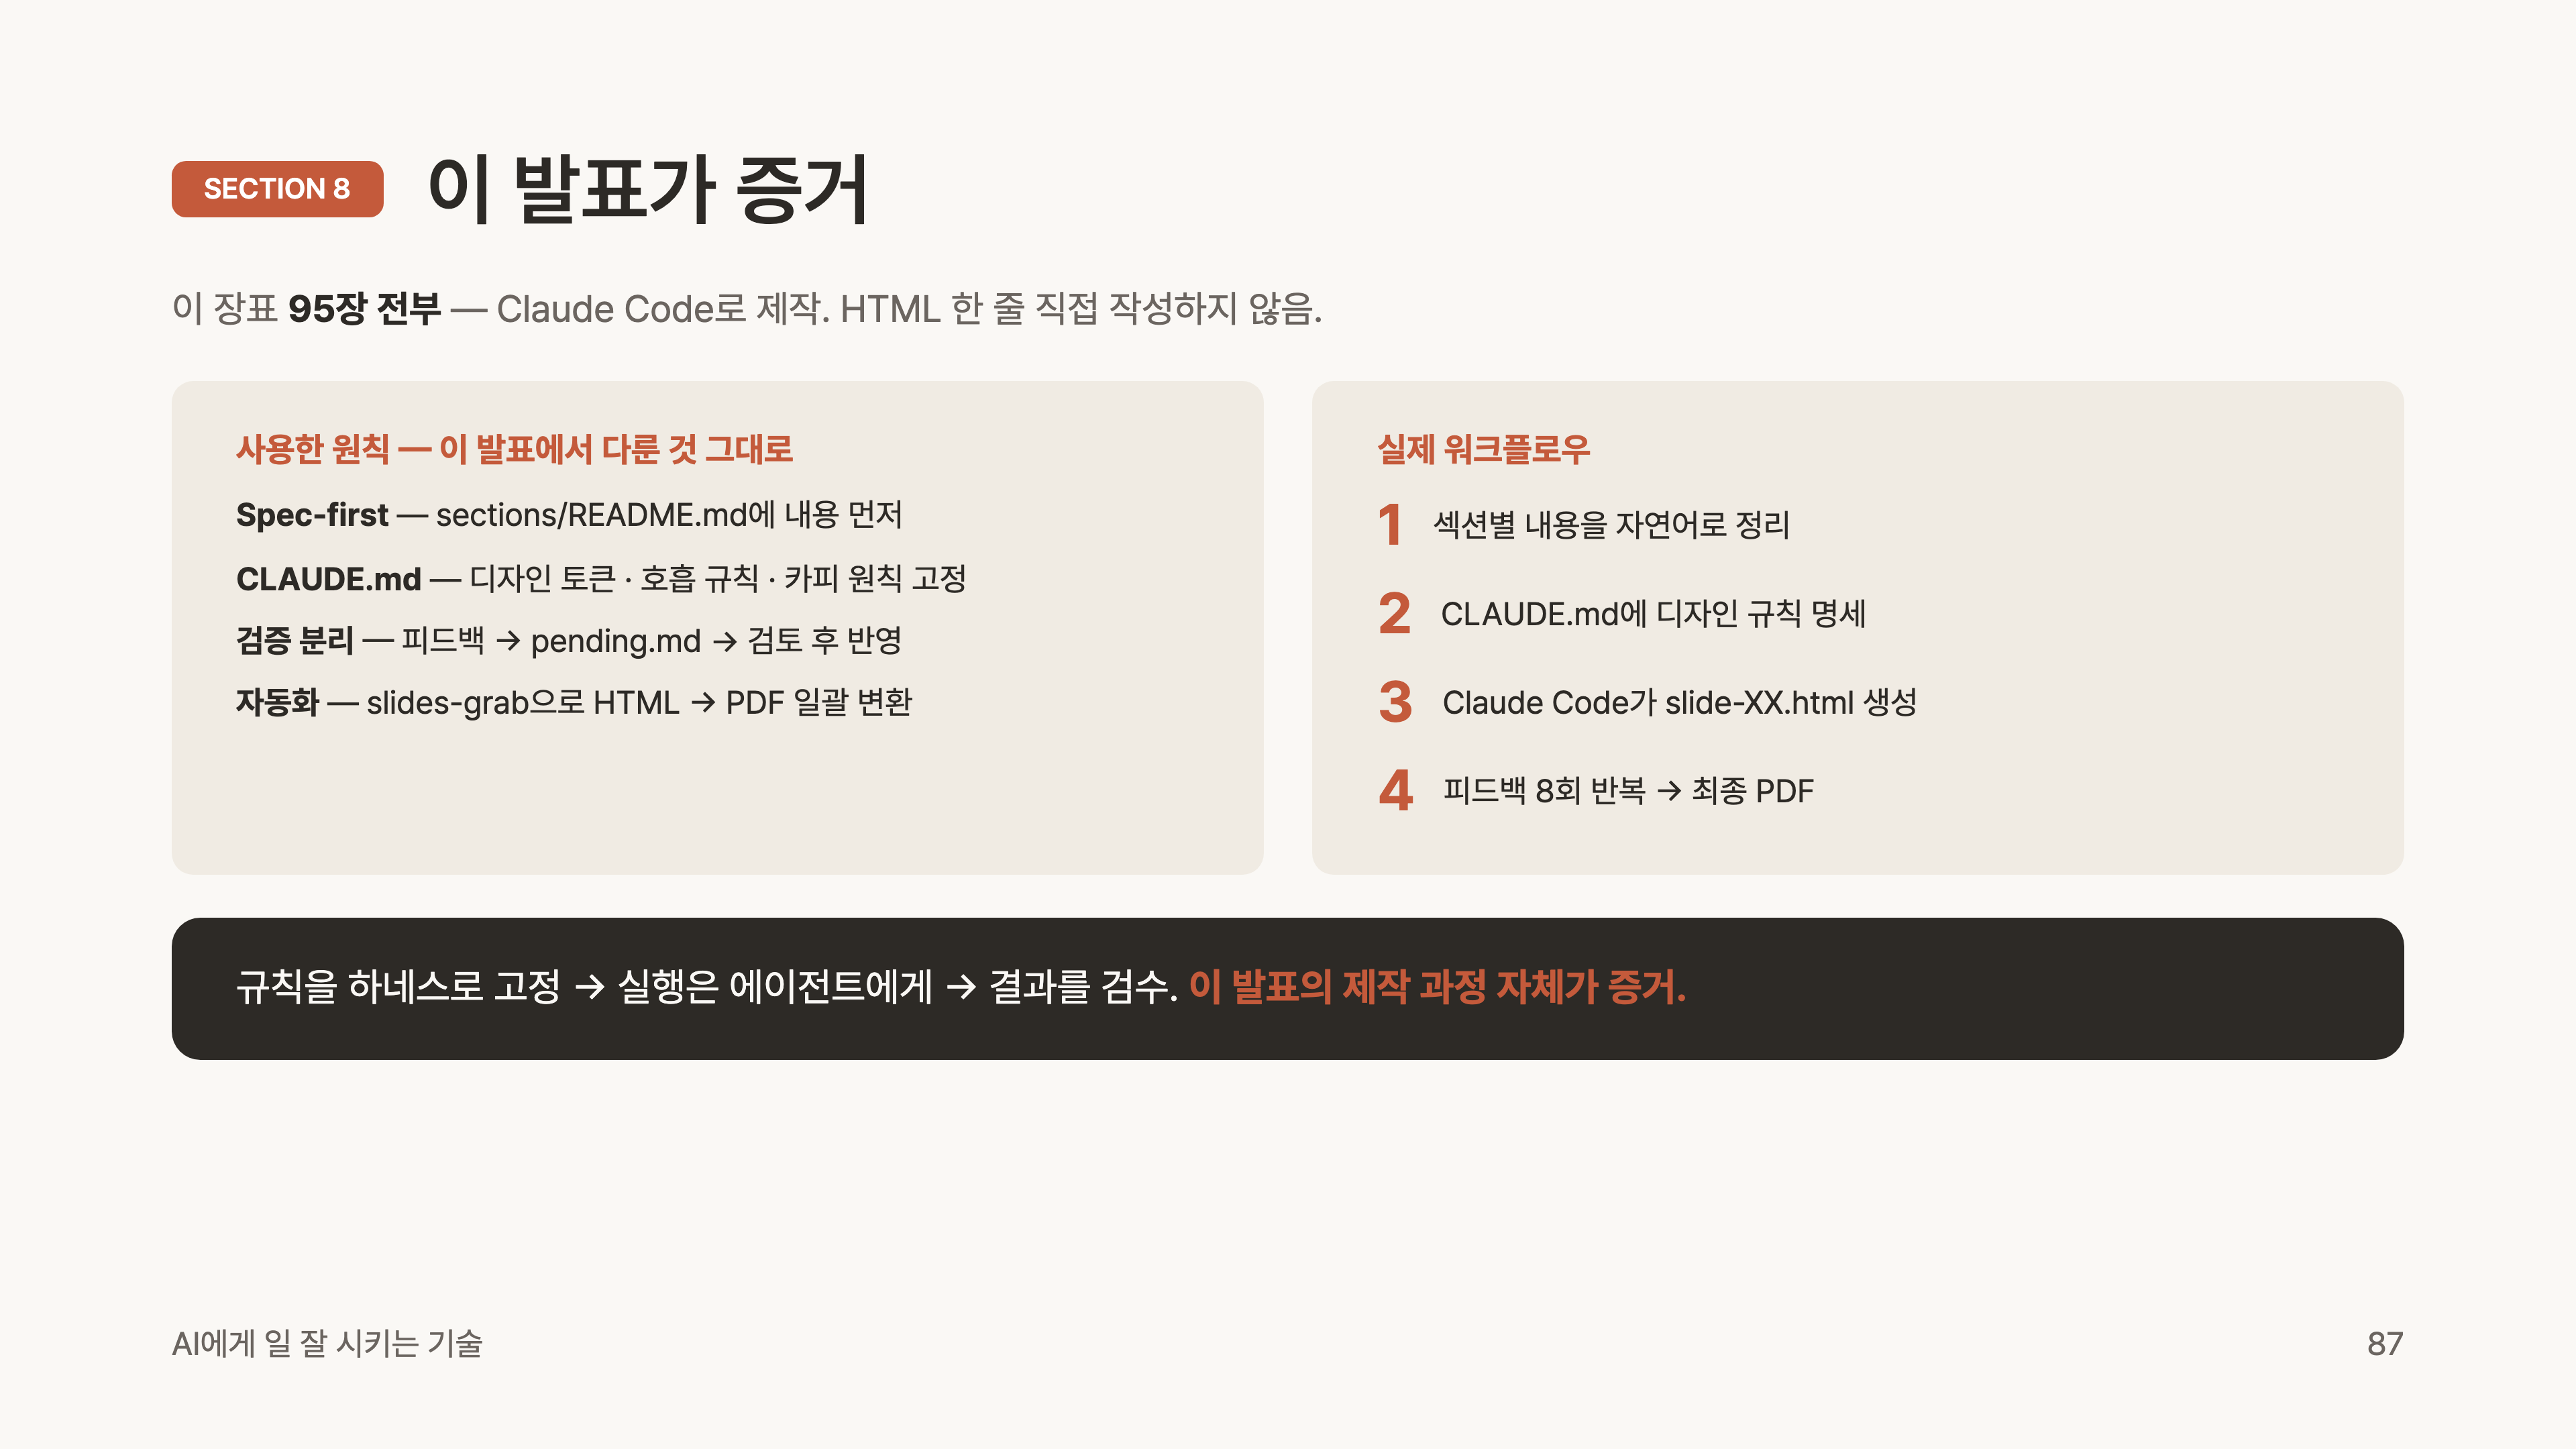 SECTION 8
이 발표가 증거
이 장표 95장 전부 — Claude Code로 제작. HTML 한 줄 직접 작성하지 않음.
사용한 원칙 — 이 발표에서 다룬 것 그대로
Spec-first — sections/README.md에 내용 먼저
CLAUDE.md — 디자인 토큰 · 호흡 규칙 · 카피 원칙 고정
검증 분리 — 피드백 → pending.md → 검토 후 반영
자동화 — slides-grab으로 HTML → PDF 일괄 변환
실제 워크플로우
1 섹션별 내용을 자연어로 정리
2 CLAUDE.md에 디자인 규칙 명세
3 Claude Code가 slide-XX.html 생성
4 피드백 8회 반복 → 최종 PDF
규칙을 하네스로 고정 → 실행은 에이전트에게 → 결과를 검수. 이 발표의 제작 과정 자체가 증거.
AI에게 일 잘 시키는 기술
87